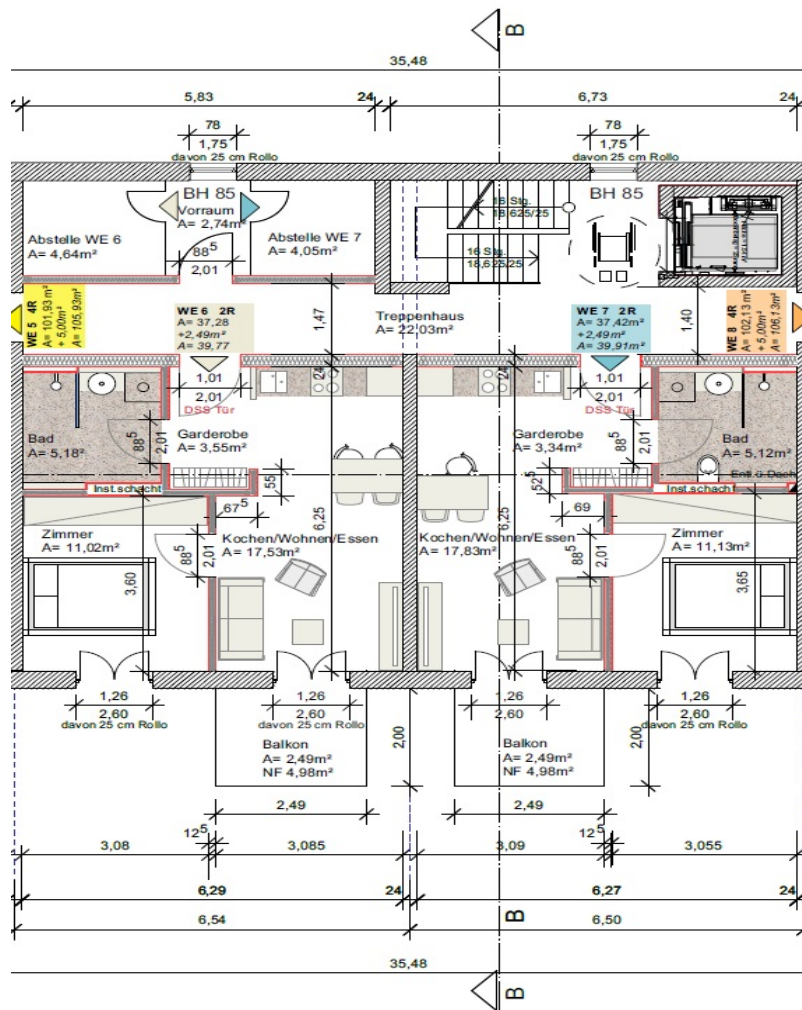 B
35,48
5,83
24
6,73
24
78
1,75
davon 25 cm Rollo
78
1,75
davon 25 cm Rollo
BH 85
Vorraum
A= 2,74m²
Abstelle WE 6
A= 4,64m²
Abstelle WE 7
A= 4,05m²
88⁵
2,01
16 Stg.
18,625/25
16 Stg.
18,625/25
BH 85
WE 5 4R
A= 101,93 m²
+ 5,00m²
A= 105,93m²
WE 6 2R
A= 37,28
+2,49m²
A= 39,77
1,47
Treppenhaus
A= 22,03m²
WE 7 2R
A= 37,42m²
+2,49m²
A= 39,91m²
1,40
WE 8 4R
A= 102,13 m²
+ 5,00m²
A= 106,13m²
1,01
2,01
DSS Tür
24
24
1,01
2,01
DSS Tür
Bad
A= 5,18m²
88⁵
2,01
Garderobe
A= 3,55m²
Garderobe
A= 3,34m²
88⁵
2,01
Bad
A= 5,12m²
Entl.ü.Dach
Inst.schacht
55
67⁵
6,25
62⁵
69
6,25
Inst.schacht
Zimmer
A= 11,02m²
88⁵
2,01
Kochen/Wohnen/Essen
A= 17,53m²
Kochen/Wohnen/Essen
A= 17,83m²
88⁵
2,01
Zimmer
A= 11,13m²
3,60
3,65
1,26
2,60
davon 25 cm Rollo
1,26
2,60
davon 25 cm Rollo
1,26
2,60
1,26
2,60
davon 25 cm Rollo
Balkon
A= 2,49m²
NF 4,98m²
2,00
Balkon
A= 2,49m²
NF 4,98m²
2,00
2,49
2,49
3,08
12⁵
3,085
3,09
12⁵
3,055
6,29
24
6,27
24
B
6,54
6,50
35,48
B